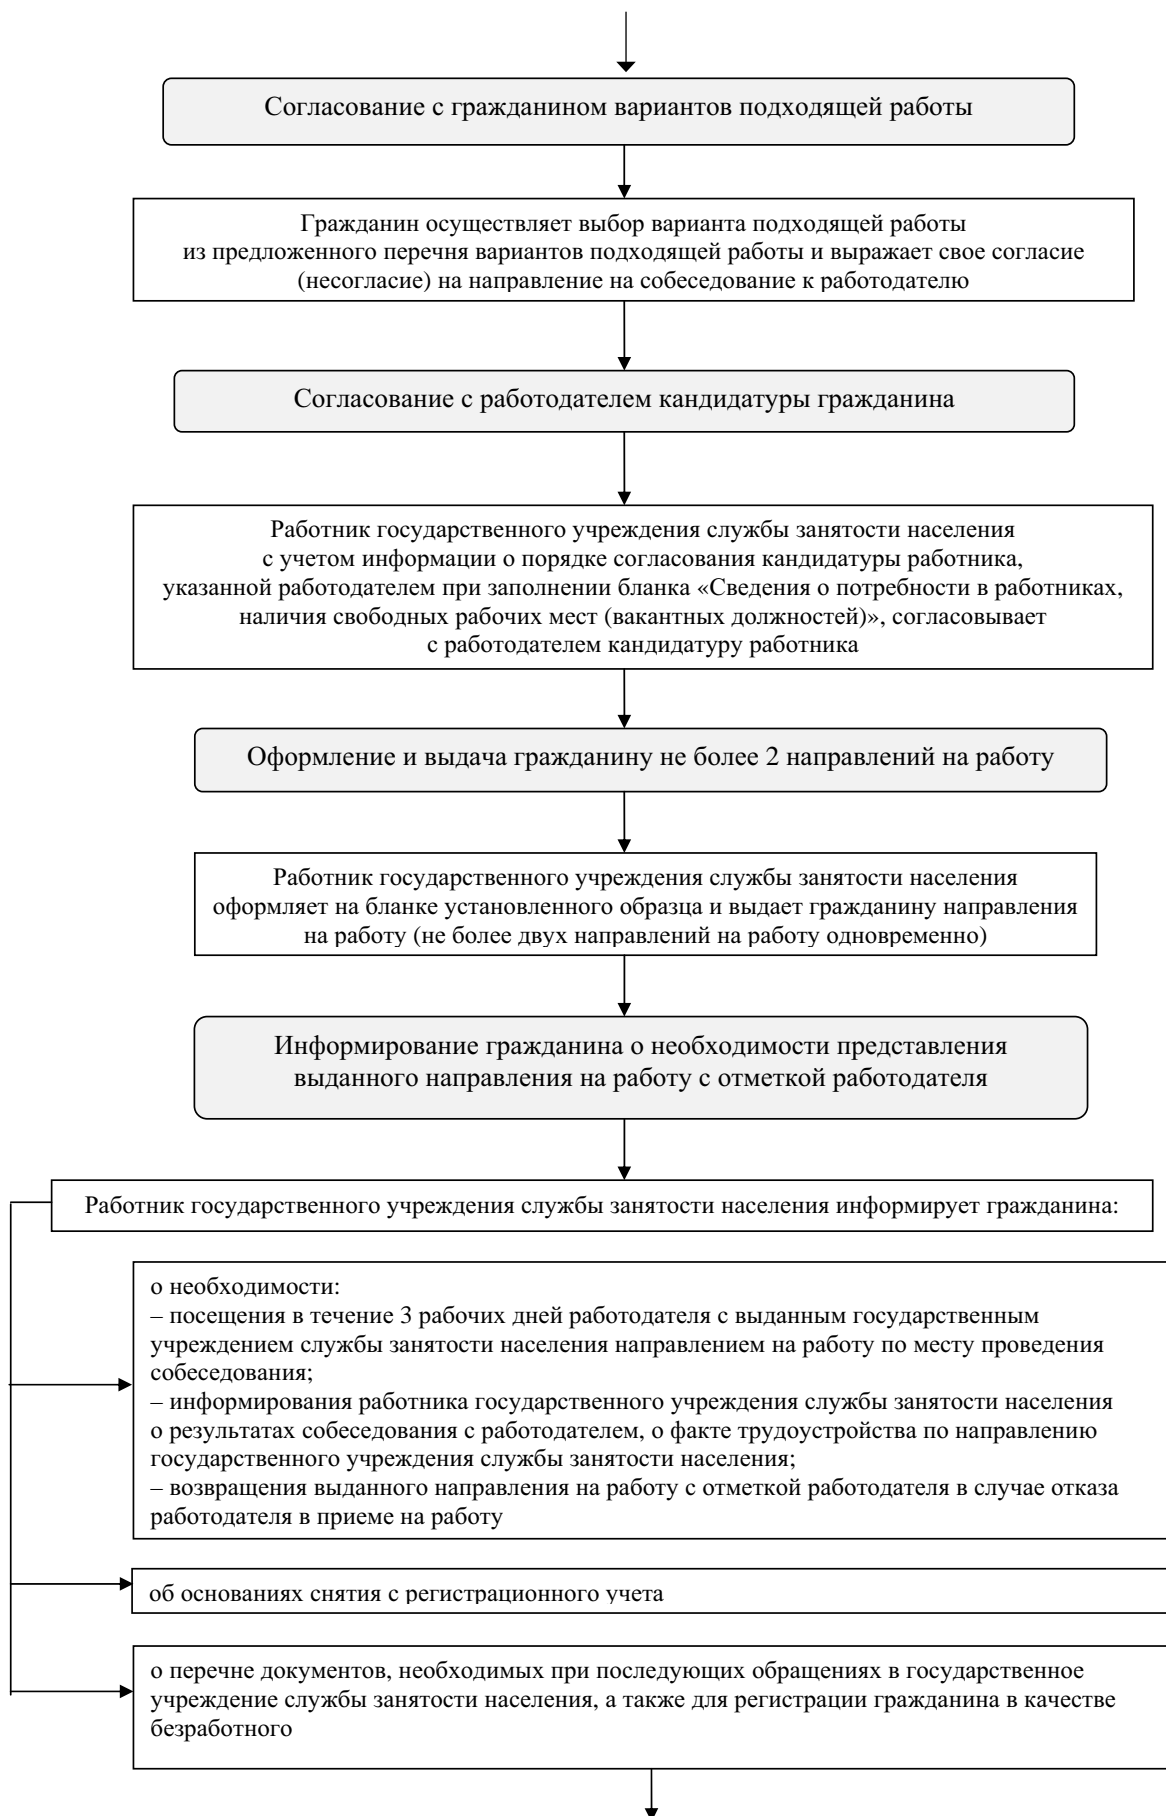 Согласование с гражданином вариантов подходящей работы
Гражданин осуществляет выбор варианта подходящей работы
из предложенного перечня вариантов подходящей работы и выражает свое согласие
(несогласие) на направление на собеседование к работодателю
Согласование с работодателем кандидатуры гражданина
Работник государственного учреждения службы занятости населения
с учетом информации о порядке согласования кандидатуры работника,
указанной работодателем при заполнении бланка «Сведения о потребности в работниках,
наличия свободных рабочих мест (вакантных должностей)», согласовывает
с работодателем кандидатуру работника
Оформление и выдача гражданину не более 2 направлений на работу
Работник государственного учреждения службы занятости населения
оформляет на бланке установленного образца и выдает гражданину направления
на работу (не более двух направлений на работу одновременно)
Информирование гражданина о необходимости представления
выданного направления на работу с отметкой работодателя
Работник государственного учреждения службы занятости населения информирует гражданина:
о необходимости:
– посещения в течение 3 рабочих дней работодателя с выданным государственным
учреждением службы занятости населения направлением на работу по месту проведения
собеседования;
– информирования работника государственного учреждения службы занятости населения
о результатах собеседования с работодателем, о факте трудоустройства по направлению
государственного учреждения службы занятости населения;
– возвращения выданного направления на работу с отметкой работодателя в случае отказа
работодателя в приеме на работу
об основаниях снятия с регистрационного учета
о перечне документов, необходимых при последующих обращениях в государственное
учреждение службы занятости населения, а также для регистрации гражданина в качестве
безработного